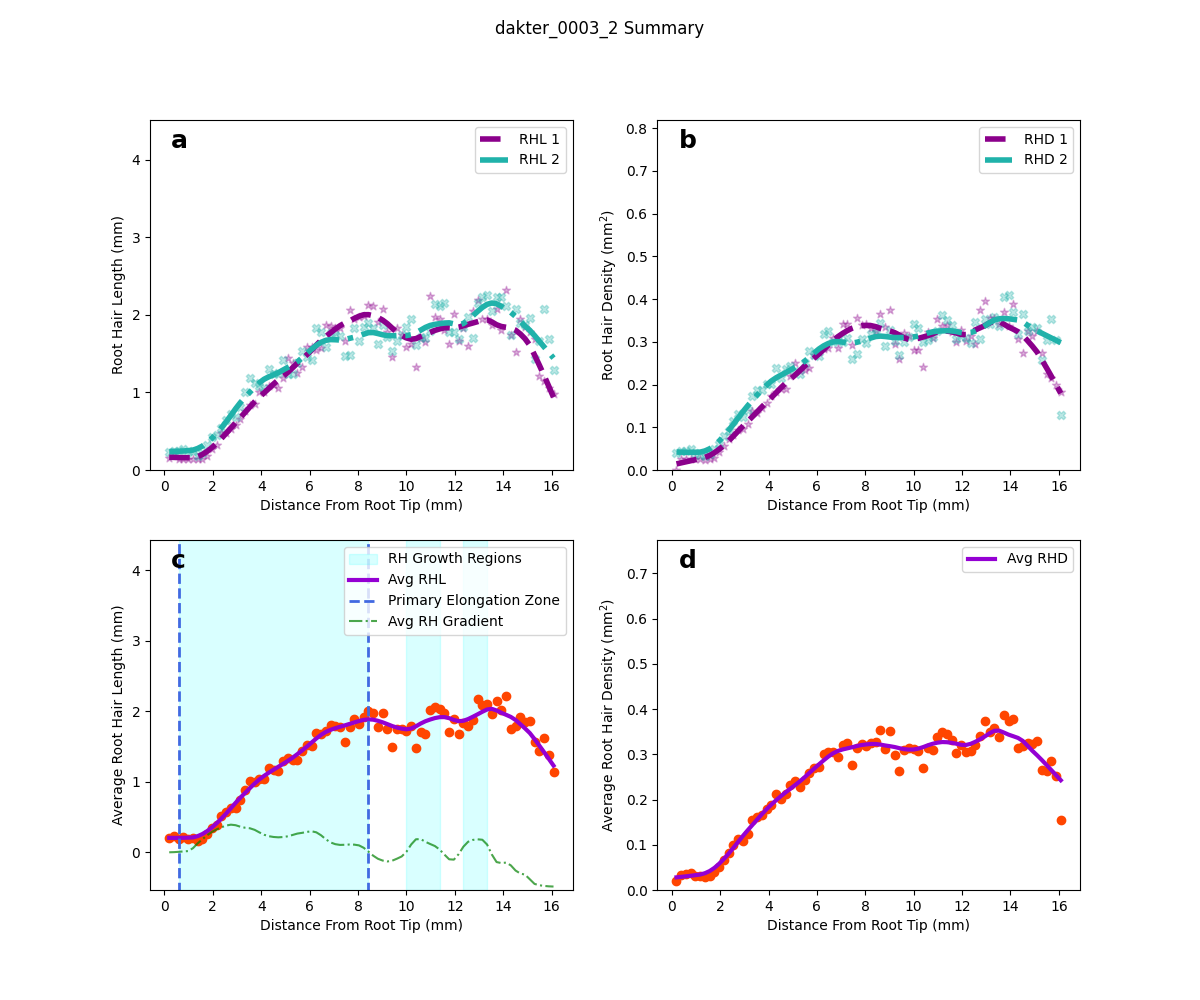 dakter_0003_2 Summary
a
RHL 1
RHL 2
Root Hair Length (mm)
4
3
2
1
0
0 2 4 6 8 10 12 14 16
Distance From Root Tip (mm)
b
RHD 1
RHD 2
Root Hair Density (mm²)
0.8
0.7
0.6
0.5
0.4
0.3
0.2
0.1
0.0
0 2 4 6 8 10 12 14 16
Distance From Root Tip (mm)
c
RH Growth Regions
Avg RHL
Primary Elongation Zone
Avg RH Gradient
Average Root Hair Length (mm)
4
3
2
1
0
0 2 4 6 8 10 12 14 16
Distance From Root Tip (mm)
d
Avg RHD
Average Root Hair Density (mm²)
0.7
0.6
0.5
0.4
0.3
0.2
0.1
0.0
0 2 4 6 8 10 12 14 16
Distance From Root Tip (mm)